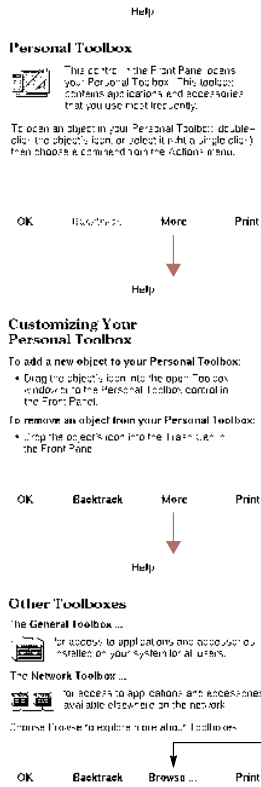 Help
Personal Toolbox
This control in the Front Panel opens
your Personal Toolbox. This toolbox
contains applications and accessories
that you use most frequently.
To open an object in your Personal Toolbox, double-
click the object's icon, or select it (with a single click)
then choose a command from the Actions menu.
OK Backtrack More Print
Help
Customizing Your
Personal Toolbox
To add a new object to your Personal Toolbox:
• Drag the object's icon into the open Toolbox
window or to the Personal Toolbox control in
the Front Panel.
To remove an object from your Personal Toolbox:
• Drop the object's icon into the Trash Can in
the Front Panel
OK Backtrack More Print
Help
Other Toolboxes
The General Toolbox ...
for access to applications and accessories
installed on your system for all users.
The Network Toolbox ...
for access to applications and accessories
available elsewhere on the network
Choose Browse to explore more about Toolboxes
OK Backtrack Browse ... Print